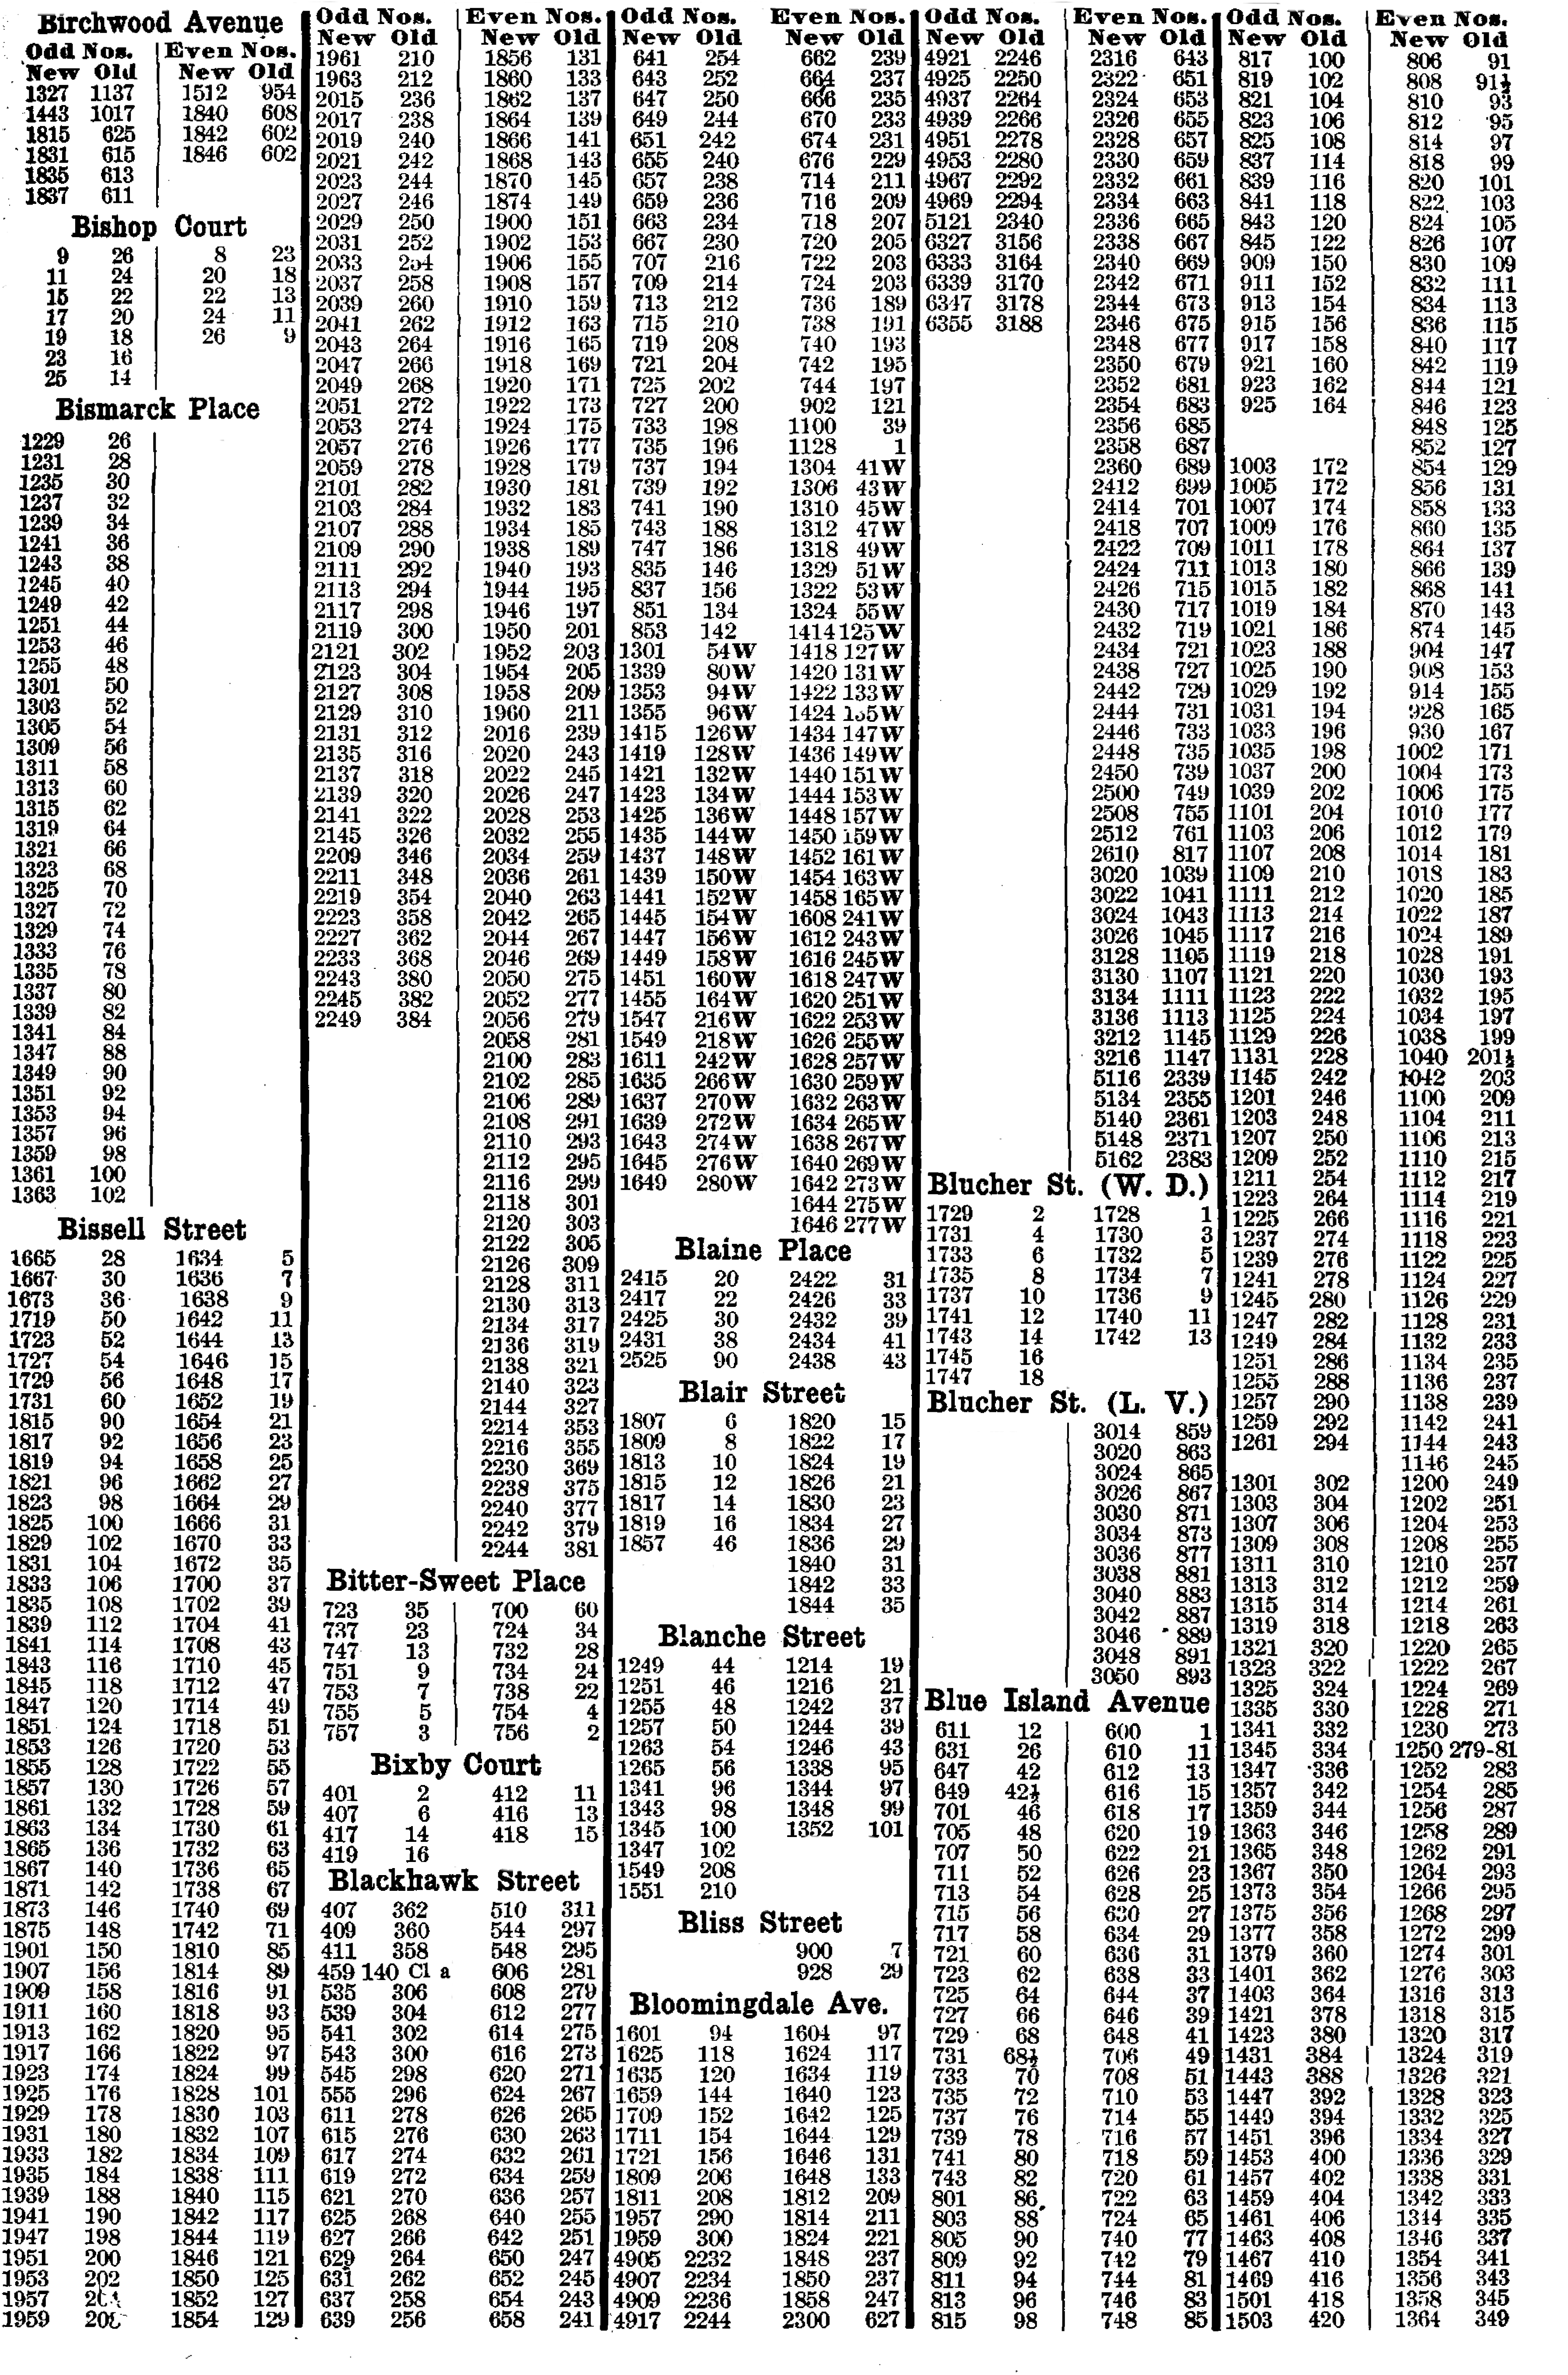 Birchwood Avenue
Odd Nos. Even Nos.
New Old New Old
1327 1137 1512 954
1443 1017 1840 608
1815 625 1842 602
1831 615 1846 602
1835 613
1837 611
Bishop Court
9 26 8 23
11 24 20 18
15 22 22 13
17 20 24 11
19 18 26 9
23 16
25 14
Bismarck Place
1229 26
1231 28
1235 30
1237 32
1239 34
1241 36
1243 38
1245 40
1249 42
1251 44
1253 46
1255 48
1301 50
1303 52
1305 54
1309 56
1311 58
1313 60
1315 62
1319 64
1321 66
1323 68
1325 70
1327 72
1329 74
1333 76
1335 78
1337 80
1339 82
1341 84
1347 88
1349 90
1351 92
1353 94
1357 96
1359 98
1361 100
1363 102
Bissell Street
1665 28 1634 5
1667 30 1636 7
1673 36 1638 9
1719 50 1642 11
1723 52 1644 13
1727 54 1646 15
1729 56 1648 17
1731 60 1652 19
1815 90 1654 21
1817 92 1656 23
1819 94 1658 25
1821 96 1662 27
1823 98 1664 29
1825 100 1666 31
1829 102 1670 33
1831 104 1672 35
1833 106 1700 37
1835 108 1702 39
1839 112 1704 41
1841 114 1708 43
1843 116 1710 45
1845 118 1712 47
1847 120 1714 49
1851 124 1718 51
1853 126 1720 53
1855 128 1722 55
1857 130 1726 57
1861 132 1728 59
1863 134 1730 61
1865 136 1732 63
1867 140 1736 65
1871 142 1738 67
1873 146 1740 69
1875 148 1742 71
1901 150 1810 85
1907 156 1814 89
1909 158 1816 91
1911 160 1818 93
1913 162 1820 95
1917 166 1822 97
1923 174 1824 99
1925 176 1828 101
1929 178 1830 103
1931 180 1832 107
1933 182 1834 109
1935 184 1838 111
1939 188 1840 115
1941 190 1842 117
1947 198 1844 119
1951 200 1846 121
1953 202 1850 125
1957 1852 127
1959 1854 129
Odd Nos. Even Nos.
New Old New Old
1961 210 1856 131
1963 212 1860 133
2015 236 1862 137
2017 238 1864 139
2019 240 1866 141
2021 242 1868 143
2023 244 1870 145
2027 246 1874 149
2029 250 1900 151
2031 252 1902 153
2033 254 1906 155
2037 258 1908 157
2039 260 1910 159
2041 262 1912 163
2043 264 1916 165
2047 266 1918 169
2049 268 1920 171
2051 272 1922 173
2053 274 1924 175
2057 276 1926 177
2059 278 1928 179
2101 282 1930 181
2103 284 1932 183
2107 288 1934 185
2109 290 1938 189
2111 292 1940 193
2113 294 1944 195
2117 298 1946 197
2119 300 1950 201
2121 302 1952 203
2123 304 1954 205
2127 308 1958 209
2129 310 1960 211
2131 312 2016 239
2135 316 2020 243
2137 318 2022 245
2139 320 2026 247
2141 322 2028 253
2145 326 2032 255
2209 346 2034 259
2211 348 2036 261
2219 354 2040 263
2223 358 2042 265
2227 362 2044 267
2233 368 2046 269
2243 380 2050 275
2245 382 2052 277
2249 384 2056 279
2058 281
2100 283
2102 285
2106 289
2108 291
2110 293
2112 295
2116 299
2118 301
2120 303
2122 305
2126 309
2128 311
2130 313
2134 317
2136 319
2138 321
2140 323
2144 327
2214 353
2216 355
2230 369
2238 375
2240 377
2242 379
2244 381
Bitter-Sweet Place
723 35 700 60
737 23 724 34
747 13 732 28
751 9 734 24
753 7 738 22
755 5 754 4
757 3 756 2
Bixby Court
401 2 412 11
407 6 416 13
417 14 418 15
419 16
Blackhawk Street
407 362 510 311
409 360 544 297
411 358 548 295
459 140 Cl a 606 281
535 306 608 279
539 304 612 277
541 302 614 275
543 300 616 273
545 298 620 271
555 296 624 267
611 278 626 265
615 276 630 263
617 274 632 261
619 272 634 259
621 270 636 257
625 268 640 255
627 266 642 251
629 264 650 247
631 262 652 245
637 258 654 243
639 256 658 241
Odd Nos. Even Nos.
New Old New Old
641 254 662 239
643 252 664 237
647 250 666 235
649 244 670 233
651 242 674 231
655 240 676 229
657 238 714 211
659 236 716 209
663 234 718 207
667 230 720 205
707 216 722 203
709 214 724 203
713 212 736 189
715 210 738 191
719 208 740 193
721 204 742 195
725 202 744 197
727 200 902 121
733 198 1100 39
735 196 1128 1
737 194 1304 41W
739 192 1306 43W
741 190 1310 45W
743 188 1312 47W
747 186 1318 49W
835 146 1329 51W
837 156 1322 53W
851 134 1324 55W
853 142 1414 125W
1301 54W 1418 127W
1339 80W 1420 131W
1353 94W 1422 133W
1355 96W 1424 135W
1415 126W 1434 147W
1419 128W 1436 149W
1421 132W 1440 151W
1423 134W 1444 153W
1425 136W 1448 157W
1435 144W 1450 159W
1437 148W 1452 161W
1439 150W 1454 163W
1441 152W 1458 165W
1445 154W 1608 241W
1447 156W 1612 243W
1449 158W 1616 245W
1451 160W 1618 247W
1455 164W 1620 251W
1547 216W 1622 253W
1549 218W 1626 255W
1611 242W 1628 257W
1635 266W 1630 259W
1637 270W 1632 263W
1639 272W 1634 265W
1643 274W 1638 267W
1645 276W 1640 269W
1649 280W 1642 273W
1644 275W
1646 277W
Blaine Place
2415 20 2422 31
2417 22 2426 33
2425 30 2432 39
2431 38 2434 41
2525 90 2438 43
Blair Street
1807 6 1820 15
1809 8 1822 17
1813 10 1824 19
1815 12 1826 21
1817 14 1830 23
1819 16 1834 27
1857 46 1836 29
1840 31
1842 33
1844 35
Blanche Street
1249 44 1214 19
1251 46 1216 21
1255 48 1242 37
1257 50 1244 39
1263 54 1246 43
1265 56 1338 95
1341 96 1344 97
1343 98 1348 99
1345 100 1352 101
1347 102
1549 208
1551 210
Bliss Street
900 7
928 29
Bloomingdale Ave.
1601 94 1604 97
1625 118 1624 117
1635 120 1634 119
1659 144 1640 123
1709 152 1642 125
1711 154 1644 129
1721 156 1646 131
1809 206 1648 133
1811 208 1812 209
1957 290 1814 211
1959 300 1824 221
4905 2232 1848 237
4907 2234 1850 237
4909 2236 1858 247
4917 2244 2300 627
Odd Nos. Even Nos.
New Old New Old
4921 2246 2316 643
4925 2250 2322 651
4937 2264 2324 653
4939 2266 2326 655
4951 2278 2328 657
4953 2280 2330 659
4967 2292 2332 661
4969 2294 2334 663
5121 2340 2336 665
6327 3156 2338 667
6333 3164 2340 669
6339 3170 2342 671
6347 3178 2344 673
6355 3188 2346 675
2348 677
2350 679
2352 681
2354 683
2356 685
2358 687
2360 689
2412 699
2414 701
2418 707
2422 709
2424 711
2426 715
2430 717
2432 719
2434 721
2438 727
2442 729
2444 731
2446 733
2448 735
2450 739
2500 749
2508 755
2512 761
2610 817
3020 1039
3022 1041
3024 1043
3026 1045
3128 1105
3130 1107
3134 1111
3136 1113
3212 1145
3216 1147
5116 2339
5134 2355
5140 2361
5148 2371
5162 2383
Blucher St. (W. D.)
1729 2 1728 1
1731 4 1730 3
1733 6 1732 5
1735 8 1734 7
1737 10 1736 9
1741 12 1740 11
1743 14 1742 13
1745 16
1747 18
Blucher St. (L. V.)
3014 859
3020 863
3024 865
3026 867
3030 871
3034 873
3036 877
3038 881
3040 883
3042 887
3046 889
3048 891
3050 893
Blue Island Avenue
611 12 600 1
631 26 610 11
647 42 612 13
649 42½ 616 15
701 46 618 17
705 48 620 19
707 50 622 21
711 52 626 23
713 54 628 25
715 56 630 27
717 58 634 29
721 60 636 31
723 62 638 33
725 64 644 37
727 66 646 39
729 68 648 41
731 68½ 706 49
733 70 708 51
735 72 710 53
737 76 714 55
739 78 716 57
741 80 718 59
743 82 720 61
801 86 722 63
803 88 724 65
805 90 740 77
809 92 742 79
811 94 744 81
813 96 746 83
815 98 748 85
Odd Nos. Even Nos.
New Old New Old
817 100 806 91
819 102 808 91½
821 104 810 93
823 106 812 95
825 108 814 97
837 114 818 99
839 116 820 101
841 118 822 103
843 120 824 105
845 122 826 107
909 150 830 109
911 152 832 111
913 154 834 113
915 156 836 115
917 158 840 117
921 160 842 119
923 162 844 121
925 164 846 123
848 125
852 127
1003 172 854 129
1005 172 856 131
1007 174 858 133
1009 176 860 135
1011 178 864 137
1013 180 866 139
1015 182 868 141
1019 184 870 143
1021 186 874 145
1023 188 904 147
1025 190 908 153
1029 192 914 155
1031 194 928 165
1033 196 930 167
1035 198 1002 171
1037 200 1004 173
1039 202 1006 175
1101 204 1010 177
1103 206 1012 179
1107 208 1014 181
1109 210 1018 183
1111 212 1020 185
1113 214 1022 187
1117 216 1024 189
1119 218 1028 191
1121 220 1030 193
1123 222 1032 195
1125 224 1034 197
1129 226 1038 199
1131 228 1040 201½
1145 242 1042 203
1201 246 1100 209
1203 248 1104 211
1207 250 1106 213
1209 252 1110 215
1211 254 1112 217
1223 264 1114 219
1225 266 1116 221
1237 274 1118 223
1239 276 1122 225
1241 278 1124 227
1245 280 1126 229
1247 282 1128 231
1249 284 1132 233
1251 286 1134 235
1255 288 1136 237
1257 290 1138 239
1259 292 1142 241
1261 294 1144 243
1146 245
1301 302 1200 249
1303 304 1202 251
1307 306 1204 253
1309 308 1208 255
1311 310 1210 257
1313 312 1212 259
1315 314 1214 261
1319 318 1218 263
1321 320 1220 265
1323 322 1222 267
1325 324 1224 269
1335 330 1228 271
1341 332 1230 273
1345 334 1250 279-81
1347 336 1252 283
1357 342 1254 285
1359 344 1256 287
1363 346 1258 289
1365 348 1262 291
1367 350 1264 293
1373 354 1266 295
1375 356 1268 297
1377 358 1272 299
1379 360 1274 301
1401 362 1276 303
1403 364 1316 313
1421 378 1318 315
1423 380 1320 317
1431 384 1324 319
1443 388 1326 321
1447 392 1328 323
1449 394 1332 325
1451 396 1334 327
1453 400 1336 329
1457 402 1338 331
1459 404 1342 333
1461 406 1344 335
1463 408 1346 337
1467 410 1354 341
1469 416 1356 343
1501 418 1358 345
1503 420 1364 349